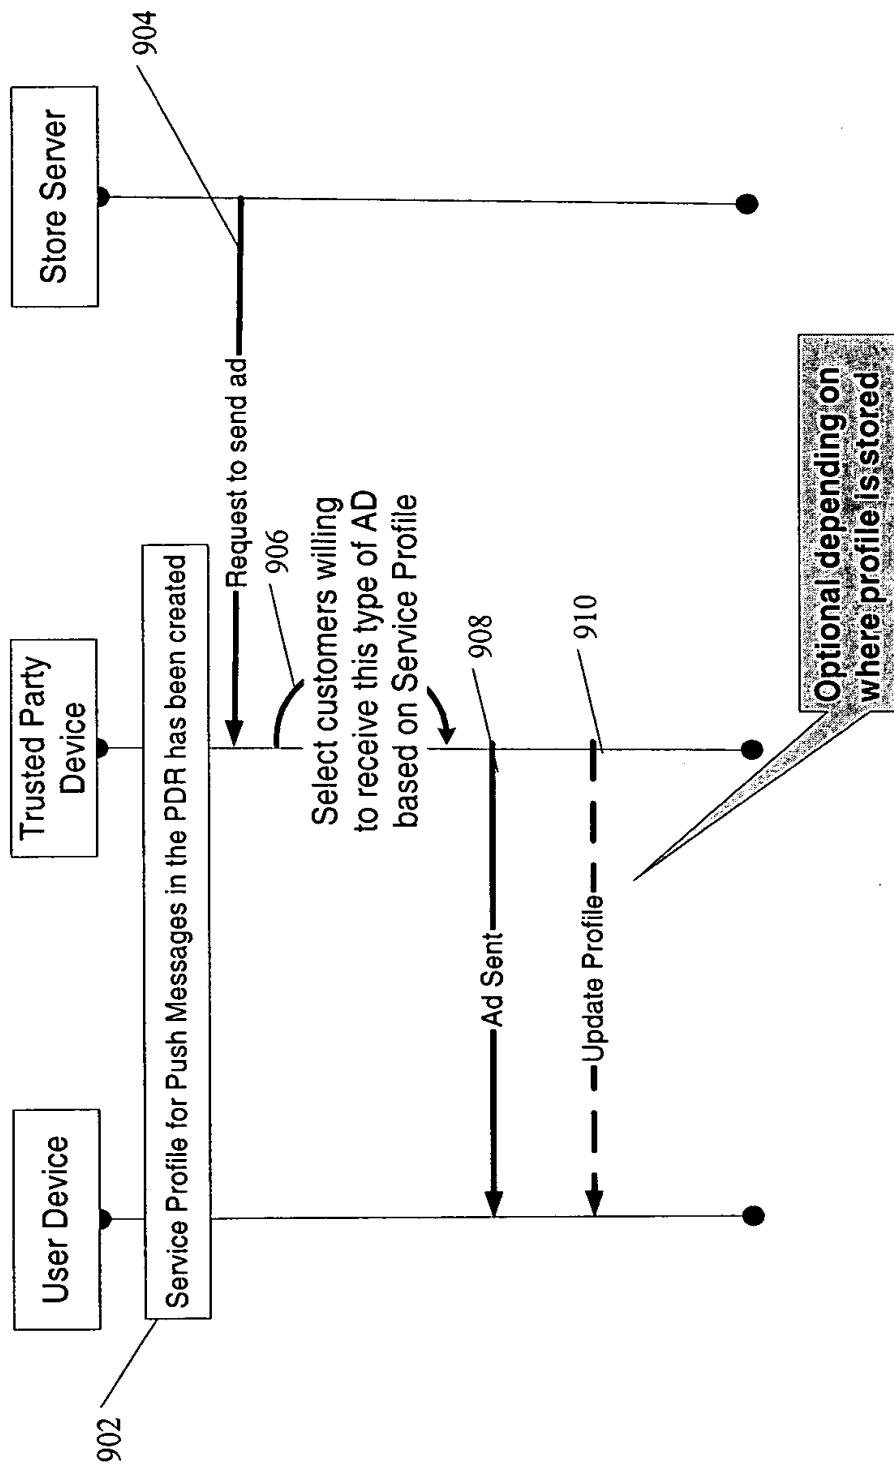 User Device
Trusted Party
Device
Store Server
902
Service Profile for Push Messages in the PDR has been created
904
Request to send ad
906
Select customers willing
to receive this type of AD
based on Service Profile
908
Ad Sent
910
Update Profile
Optional depending on
where profile is stored